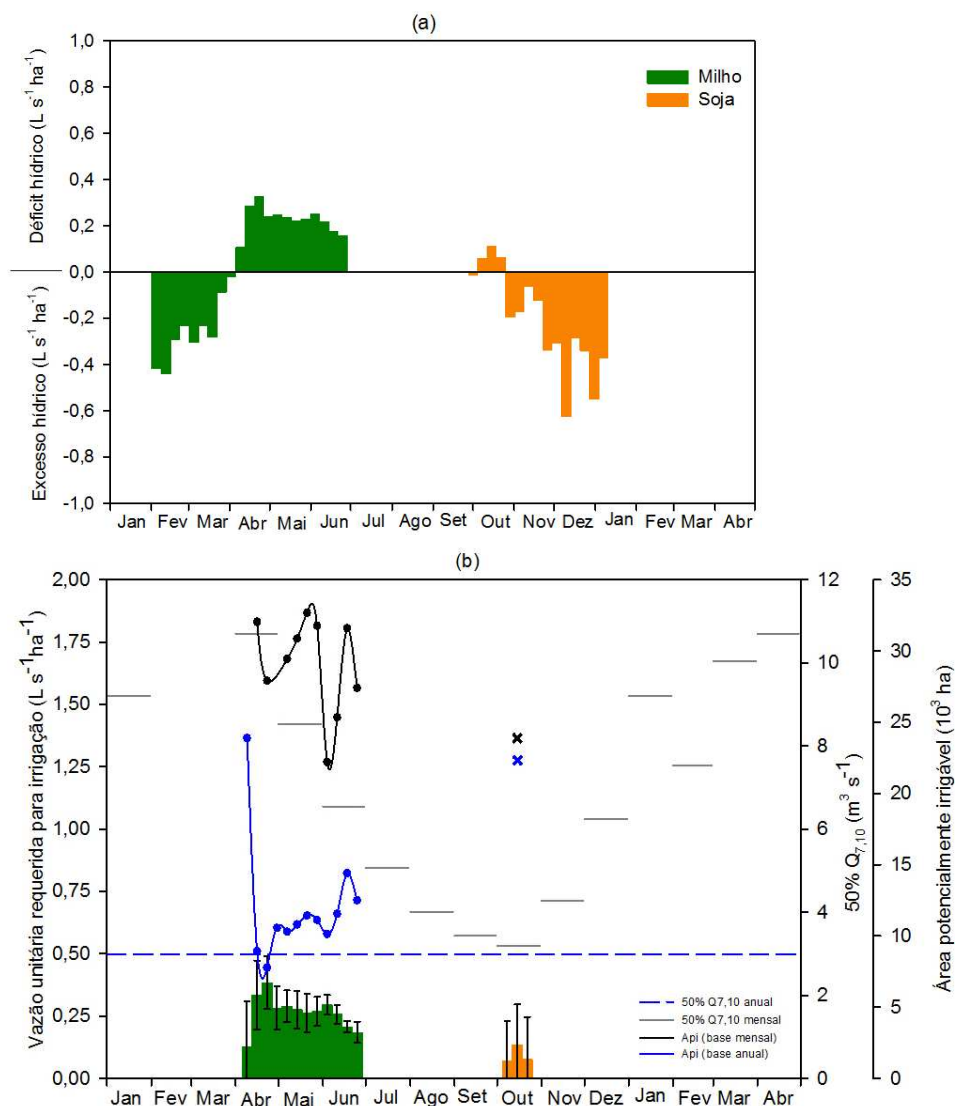 (a)
Déficit hídrico (L s⁻¹ ha⁻¹)
Excesso hídrico (L s⁻¹ ha⁻¹)
1,0
0,8
0,6
0,4
0,2
0,0
-0,2
-0,4
-0,6
-0,8
-1,0
Milho
Soja
Jan Fev Mar Abr Mai Jun Jul Ago Set Out Nov Dez Jan Fev Mar Abr
(b)
Vazão unitária requerida para irrigação (L s⁻¹ha⁻¹)
2,00
1,75
1,50
1,25
1,00
0,75
0,50
0,25
0,00
12
10
8
6
4
2
0
50% Q7,10 (m³ s⁻¹)
35
30
25
20
15
10
5
0
Área potencialmente irrigável (10³ ha)
50% Q7,10 anual
50% Q7,10 mensal
Api (base mensal)
Api (base anual)
Jan Fev Mar Abr Mai Jun Jul Ago Set Out Nov Dez Jan Fev Mar Abr